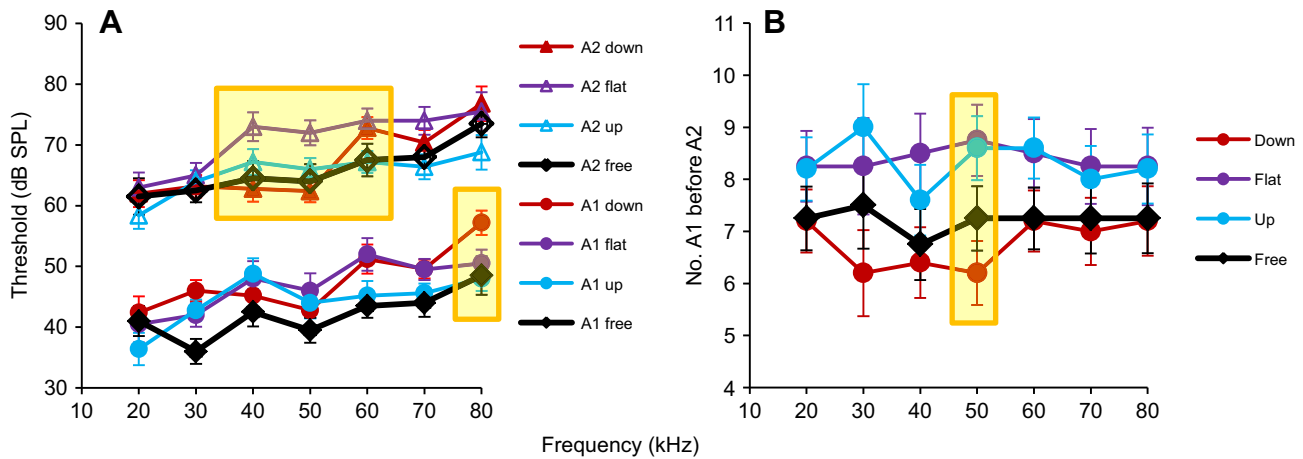 A
90
80
70
60
50
40
30
10
20
30
40
50
60
70
80
Threshold (dB SPL)
A2 down
A2 flat
A2 up
A2 free
A1 down
A1 flat
A1 up
A1 free
B
11
10
9
8
7
6
5
4
10
20
30
40
50
60
70
80
No. A1 before A2
Down
Flat
Up
Free
Frequency (kHz)